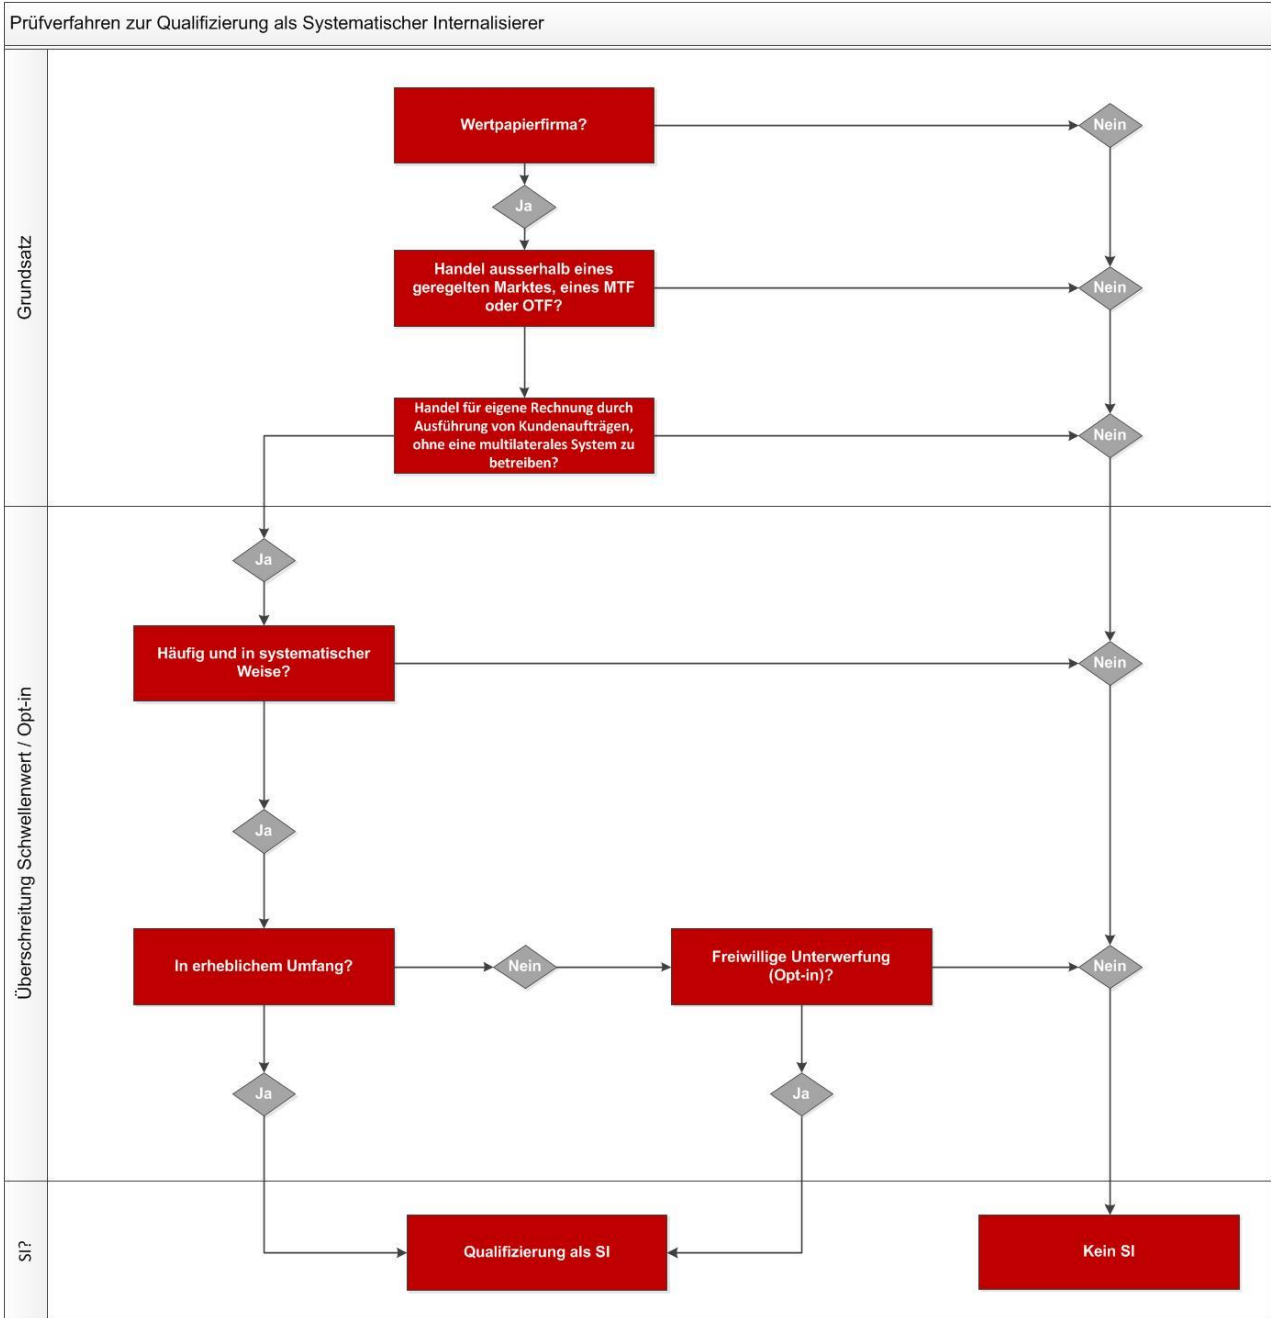 Prüfverfahren zur Qualifizierung als Systematischer Internalisierer
Grundsatz
Wertpapierfirma?
Nein
Ja
Handel ausserhalb eines
geregelten Marktes, eines MTF
oder OTF?
Nein
Handel für eigene Rechnung durch
Ausführung von Kundenaufträgen,
ohne eine multilaterales System zu
betreiben?
Nein
Überschreitung Schwellenwert / Opt-in
Ja
Häufig und in systematischer
Weise?
Nein
Ja
In erheblichem Umfang?
Nein
Freiwillige Unterwerfung
(Opt-in)?
Nein
Ja
Ja
SI?
Qualifizierung als SI
Kein SI